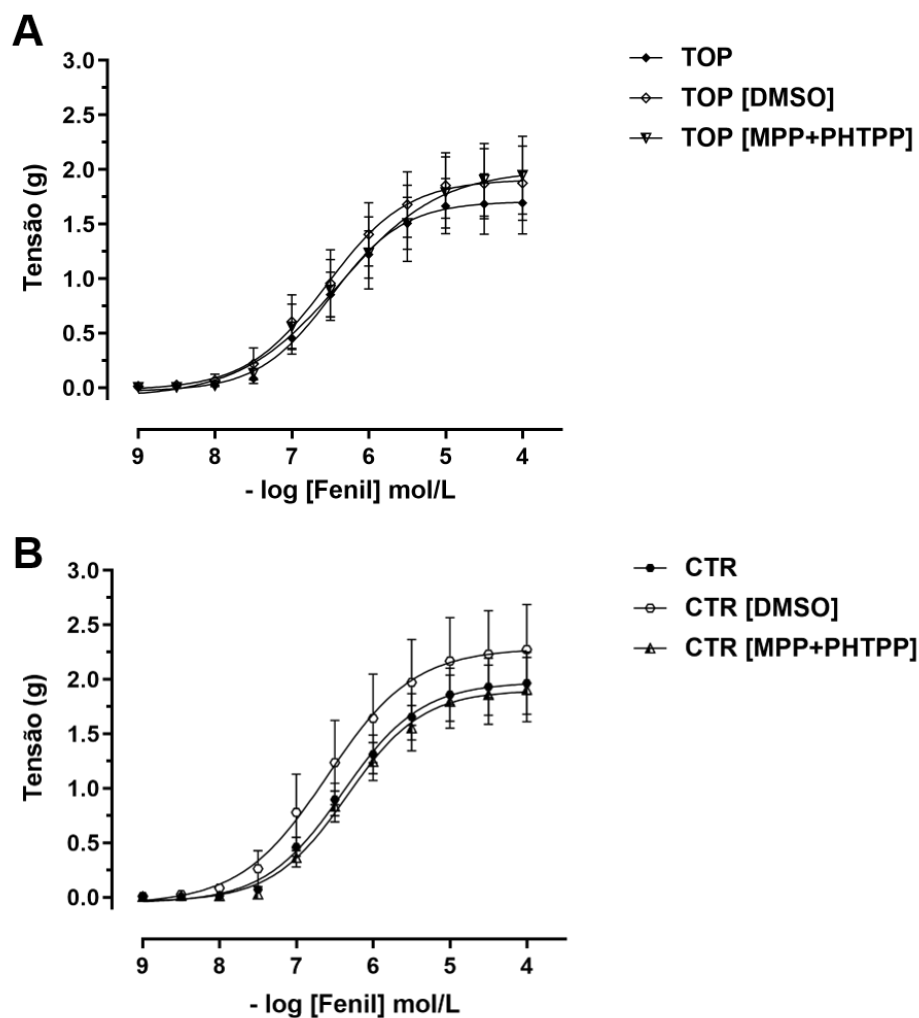 A
3.0
2.5
2.0
1.5
1.0
0.5
0.0
Tensão (g)
9 8 7 6 5 4
- log [Fenil] mol/L
TOP
TOP [DMSO]
TOP [MPP+PHTPP]
B
3.0
2.5
2.0
1.5
1.0
0.5
0.0
Tensão (g)
9 8 7 6 5 4
- log [Fenil] mol/L
CTR
CTR [DMSO]
CTR [MPP+PHTPP]